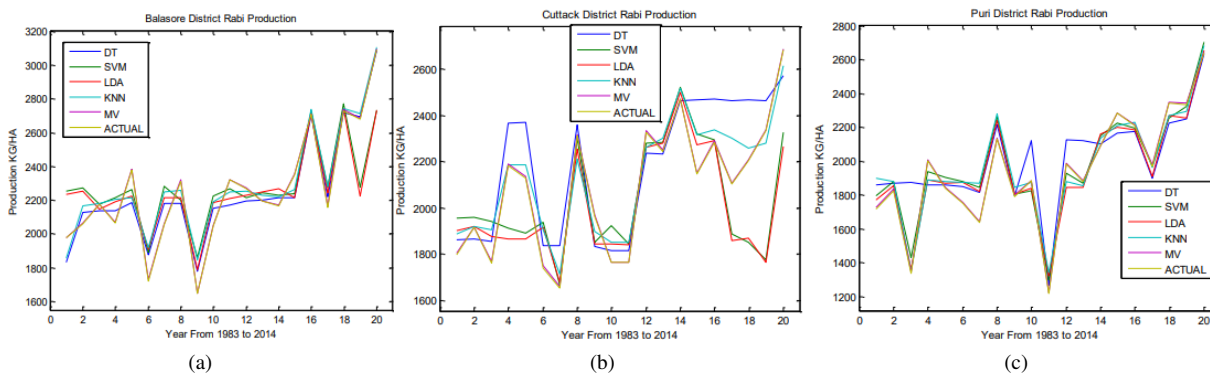 Balasore District Rabi Production
Production KG/HA
3200
3000
2800
2600
2400
2200
2000
1800
1600
DT
SVM
LDA
KNN
MV
ACTUAL
0 2 4 6 8 10 12 14 16 18 20
Year From 1983 to 2014
(a)
Cuttack District Rabi Production
Production KG/HA
2600
2400
2200
2000
1800
1600
DT
SVM
LDA
KNN
MV
ACTUAL
0 2 4 6 8 10 12 14 16 18 20
Year From 1983 to 2014
(b)
Puri District Rabi Production
Production KG/HA
2800
2600
2400
2200
2000
1800
1600
1400
1200
DT
SVM
LDA
KNN
MV
ACTUAL
0 2 4 6 8 10 12 14 16 18 20
Year From 1983 to 2014
(c)